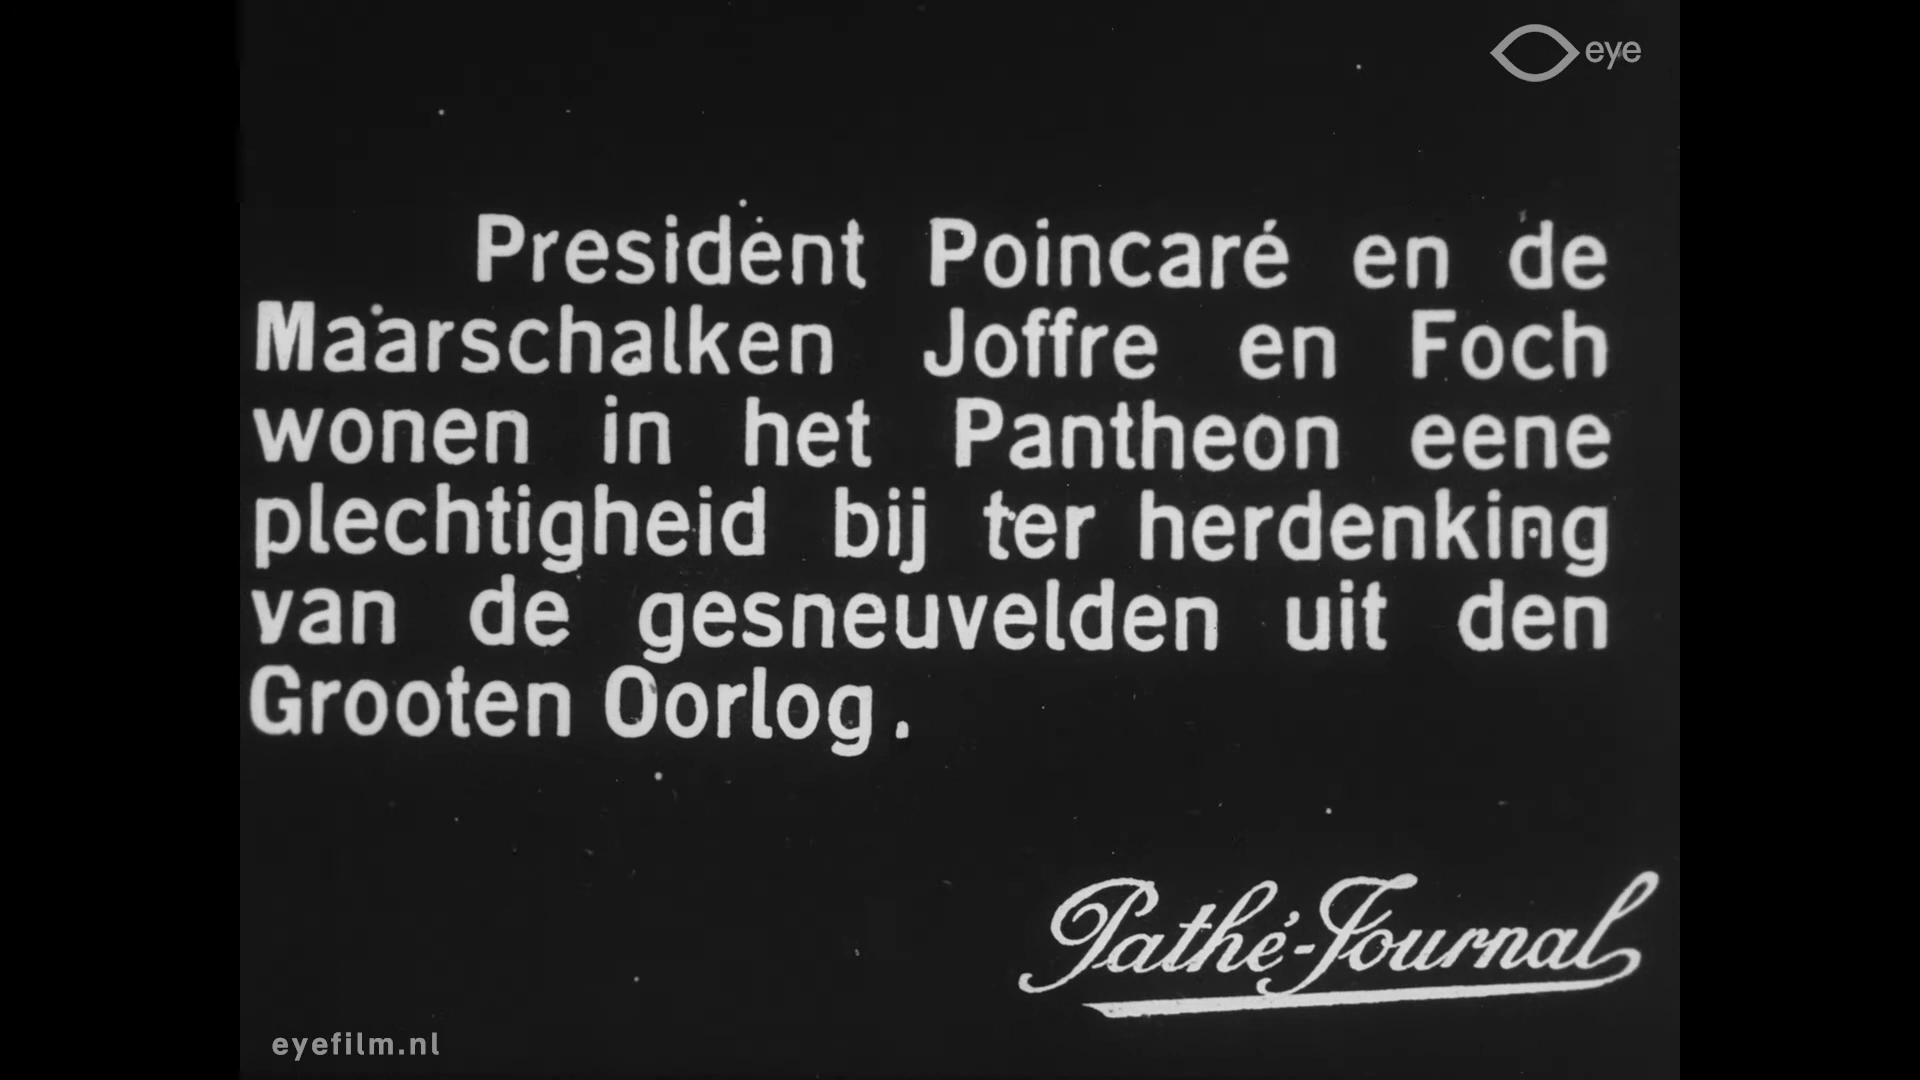 eye
President Poincaré en de
Maarschalken Joffre en Foch
wonen in het Pantheon eene
plechtigheid bij ter herdenking
van de gesneuvelden uit den
Grooten Oorlog.
Pathé-Journal
eyefilm.nl